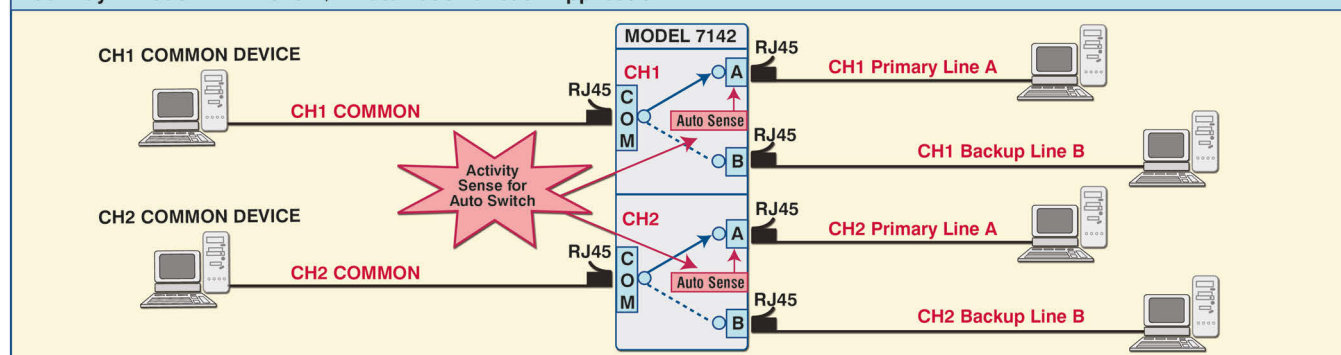 MODEL 7142
CH1 COMMON DEVICE
CH1 COMMON
RJ45
CH1
COM
A
Auto Sense
B
RJ45
CH1 Primary Line A
RJ45
CH1 Backup Line B
Activity
Sense for
Auto Switch
CH2 COMMON DEVICE
CH2 COMMON
RJ45
CH2
COM
A
Auto Sense
B
RJ45
CH2 Primary Line A
RJ45
CH2 Backup Line B